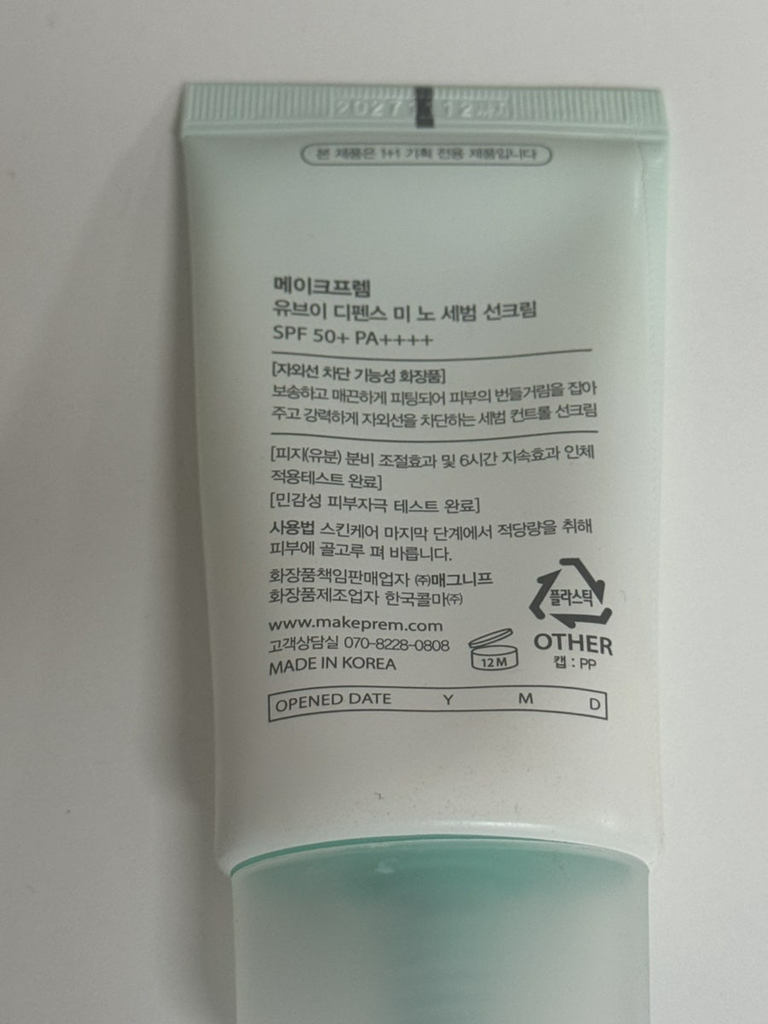 본 제품은 1+1 기획 전용 제품입니다
메이크프렘
유브이 디펜스 미 노 세범 선크림
SPF 50+ PA++++
[자외선 차단 기능성 화장품]
보송하고 매끈하게 피팅되어 피부의 번들거림을 잡아
주고 강력하게 자외선을 차단하는 세범 컨트롤 선크림
[피지(유분) 분비 조절효과 및 6시간 지속효과 인체
적용테스트 완료]
[민감성 피부자극 테스트 완료]
사용법 스킨케어 마지막 단계에서 적당량을 취해
피부에 골고루 펴 바릅니다.
화장품책임판매업자 ㈜매그니프
화장품제조업자 한국콜마㈜
www.makeprem.com
고객상담실 070-8228-0808
MADE IN KOREA
12M
플라스틱
OTHER
캡 : PP
OPENED DATE Y M D